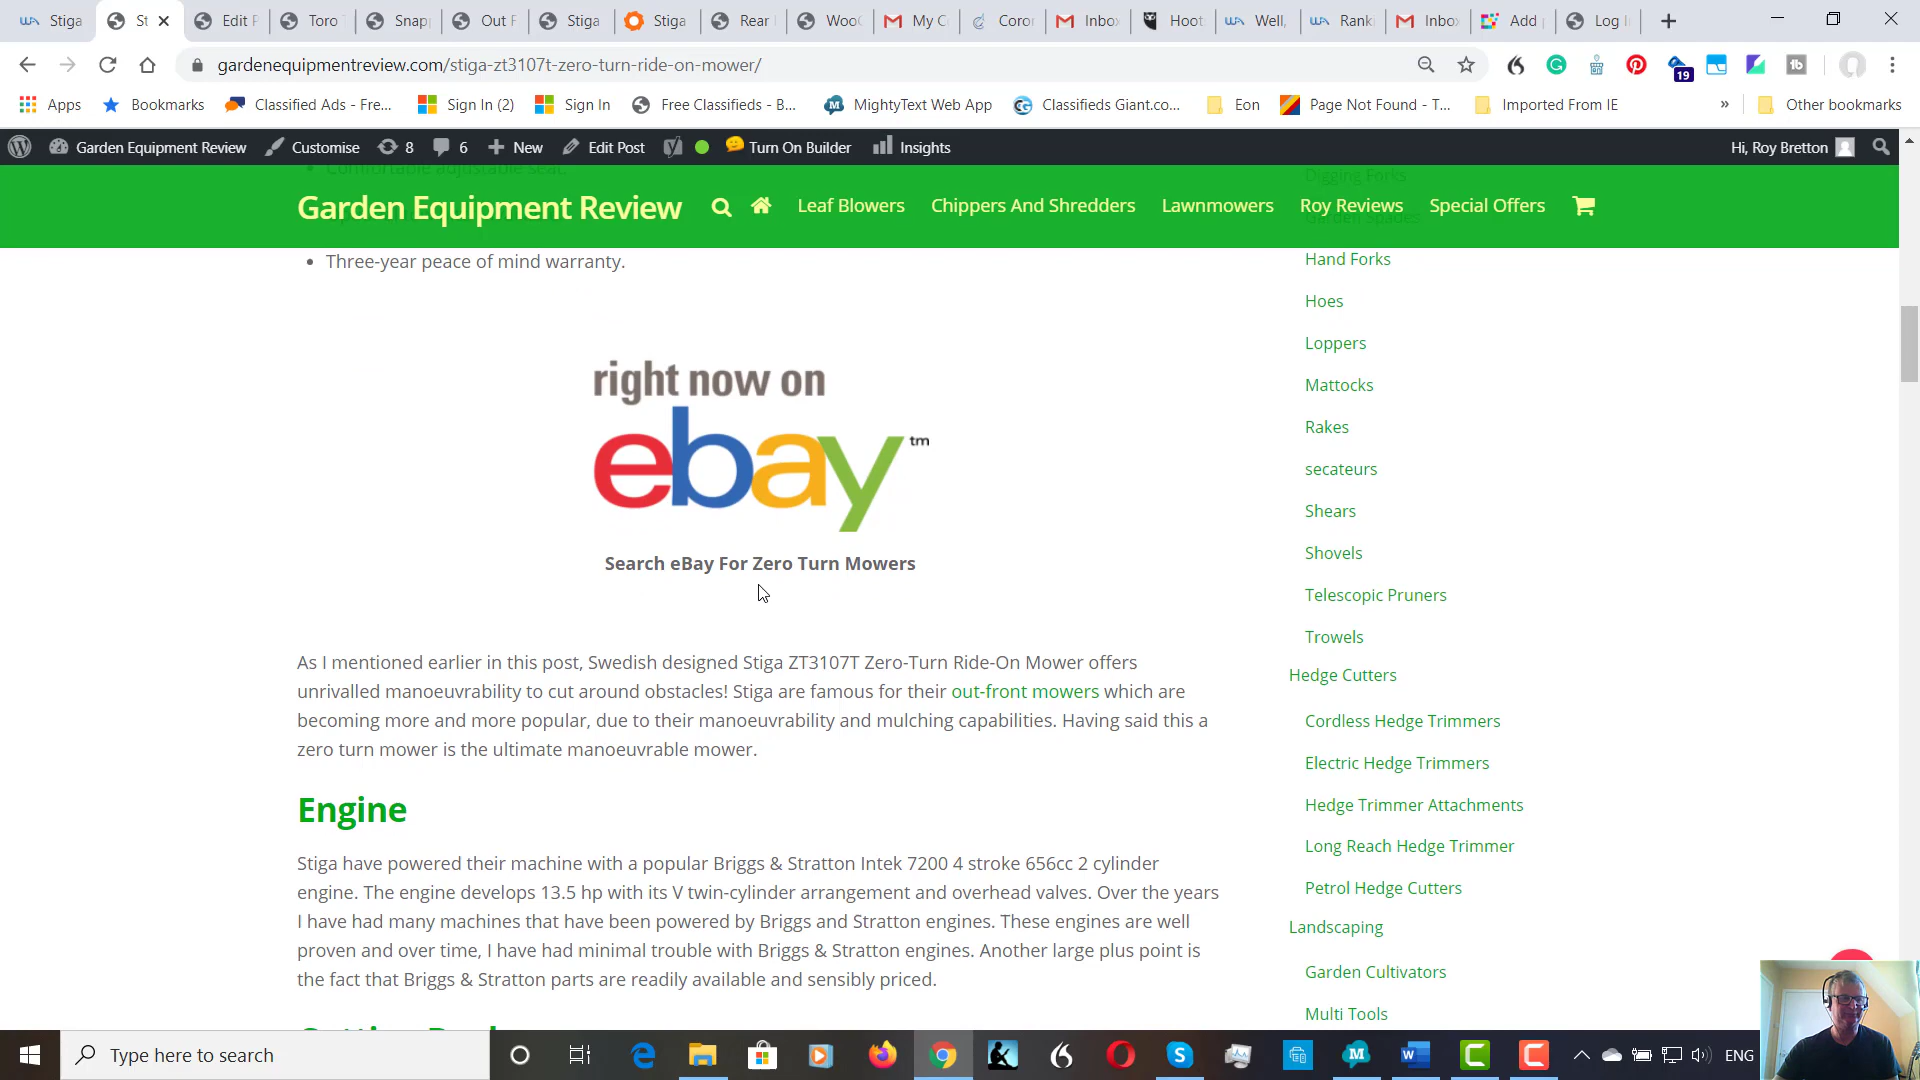 Stiga
St
Edit F
Toro
Snap
Out F
Stiga
Stiga
Rear
WooC
My C
Coron
Inbo
Hoot
Well,
Rank
Inbo
Add
Log I
gardenequipmentreview.com/stiga-zt3107t-zero-turn-ride-on-mower/
19
Apps
Bookmarks
Classified Ads - Fre...
Sign In (2)
Sign In
Free Classifieds - B...
MightyText Web App
Classifieds Giant.co...
Eon
Page Not Found - T...
Imported From IE
»
Other bookmarks
Garden Equipment Review
Customise
8
6
New
Edit Post
Turn On Builder
Insights
Hi, Roy Bretton
Comfortable adjustable seat.
Digging Forks
Garden Equipment Review
Leaf Blowers
Chippers And Shredders
Lawnmowers
Roy Reviews
Special Offers
Garden Spades
• Three-year peace of mind warranty.
right now on
ebay™
Search eBay For Zero Turn Mowers
As I mentioned earlier in this post, Swedish designed Stiga ZT3107T Zero-Turn Ride-On Mower offers
unrivalled manoeuvrability to cut around obstacles! Stiga are famous for their out-front mowers which are
becoming more and more popular, due to their manoeuvrability and mulching capabilities. Having said this a
zero turn mower is the ultimate manoeuvrable mower.
Engine
Stiga have powered their machine with a popular Briggs & Stratton Intek 7200 4 stroke 656cc 2 cylinder
engine. The engine develops 13.5 hp with its V twin-cylinder arrangement and overhead valves. Over the years
I have had many machines that have been powered by Briggs and Stratton engines. These engines are well
proven and over time, I have had minimal trouble with Briggs & Stratton engines. Another large plus point is
the fact that Briggs & Stratton parts are readily available and sensibly priced.
Hand Forks
Hoes
Loppers
Mattocks
Rakes
secateurs
Shears
Shovels
Telescopic Pruners
Trowels
Hedge Cutters
Cordless Hedge Trimmers
Electric Hedge Trimmers
Hedge Trimmer Attachments
Long Reach Hedge Trimmer
Petrol Hedge Cutters
Landscaping
Garden Cultivators
Multi Tools
Type here to search
ENG